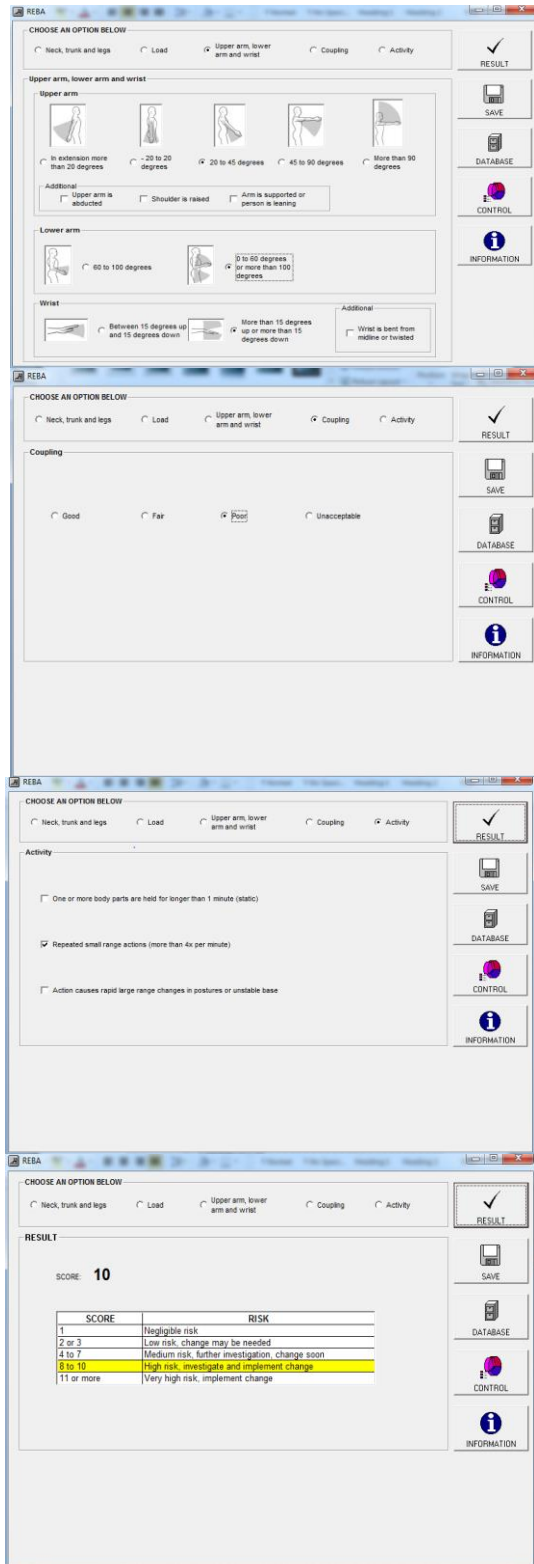 REBA
CHOOSE AN OPTION BELOW
Neck, trunk and legs
Load
Upper arm, lower
arm and wrist
Coupling
Activity
RESULT
Upper arm, lower arm and wrist
Upper arm
SAVE
In extension more
than 20 degrees
- 20 to 20
degrees
20 to 45 degrees
45 to 90 degrees
More than 90
degrees
DATABASE
Additional
Upper arm is
abducted
Shoulder is raised
Arm is supported or
person is leaning
CONTROL
Lower arm
60 to 100 degrees
0 to 60 degrees
or more than 100
degrees
INFORMATION
Wrist
Between 15 degrees up
and 15 degrees down
More than 15 degrees
up or more than 15
degrees down
Additional
Wrist is bent from
midline or twisted
REBA
CHOOSE AN OPTION BELOW
Neck, trunk and legs
Load
Upper arm, lower
arm and wrist
Coupling
Activity
RESULT
Coupling
SAVE
Good
Fair
Poor
Unacceptable
DATABASE
CONTROL
INFORMATION
REBA
CHOOSE AN OPTION BELOW
Neck, trunk and legs
Load
Upper arm, lower
arm and wrist
Coupling
Activity
RESULT
Activity
SAVE
One or more body parts are held for longer than 1 minute (static)
DATABASE
Repeated small range actions (more than 4x per minute)
CONTROL
Action causes rapid large range changes in postures or unstable base
INFORMATION
REBA
CHOOSE AN OPTION BELOW
Neck, trunk and legs
Load
Upper arm, lower
arm and wrist
Coupling
Activity
RESULT
RESULT
SCORE: 10
SAVE
SCORE RISK
1 Negligible risk
2 or 3 Low risk, change may be needed
4 to 7 Medium risk, further investigation, change soon
8 to 10 High risk, investigate and implement change
11 or more Very high risk, implement change
DATABASE
CONTROL
INFORMATION